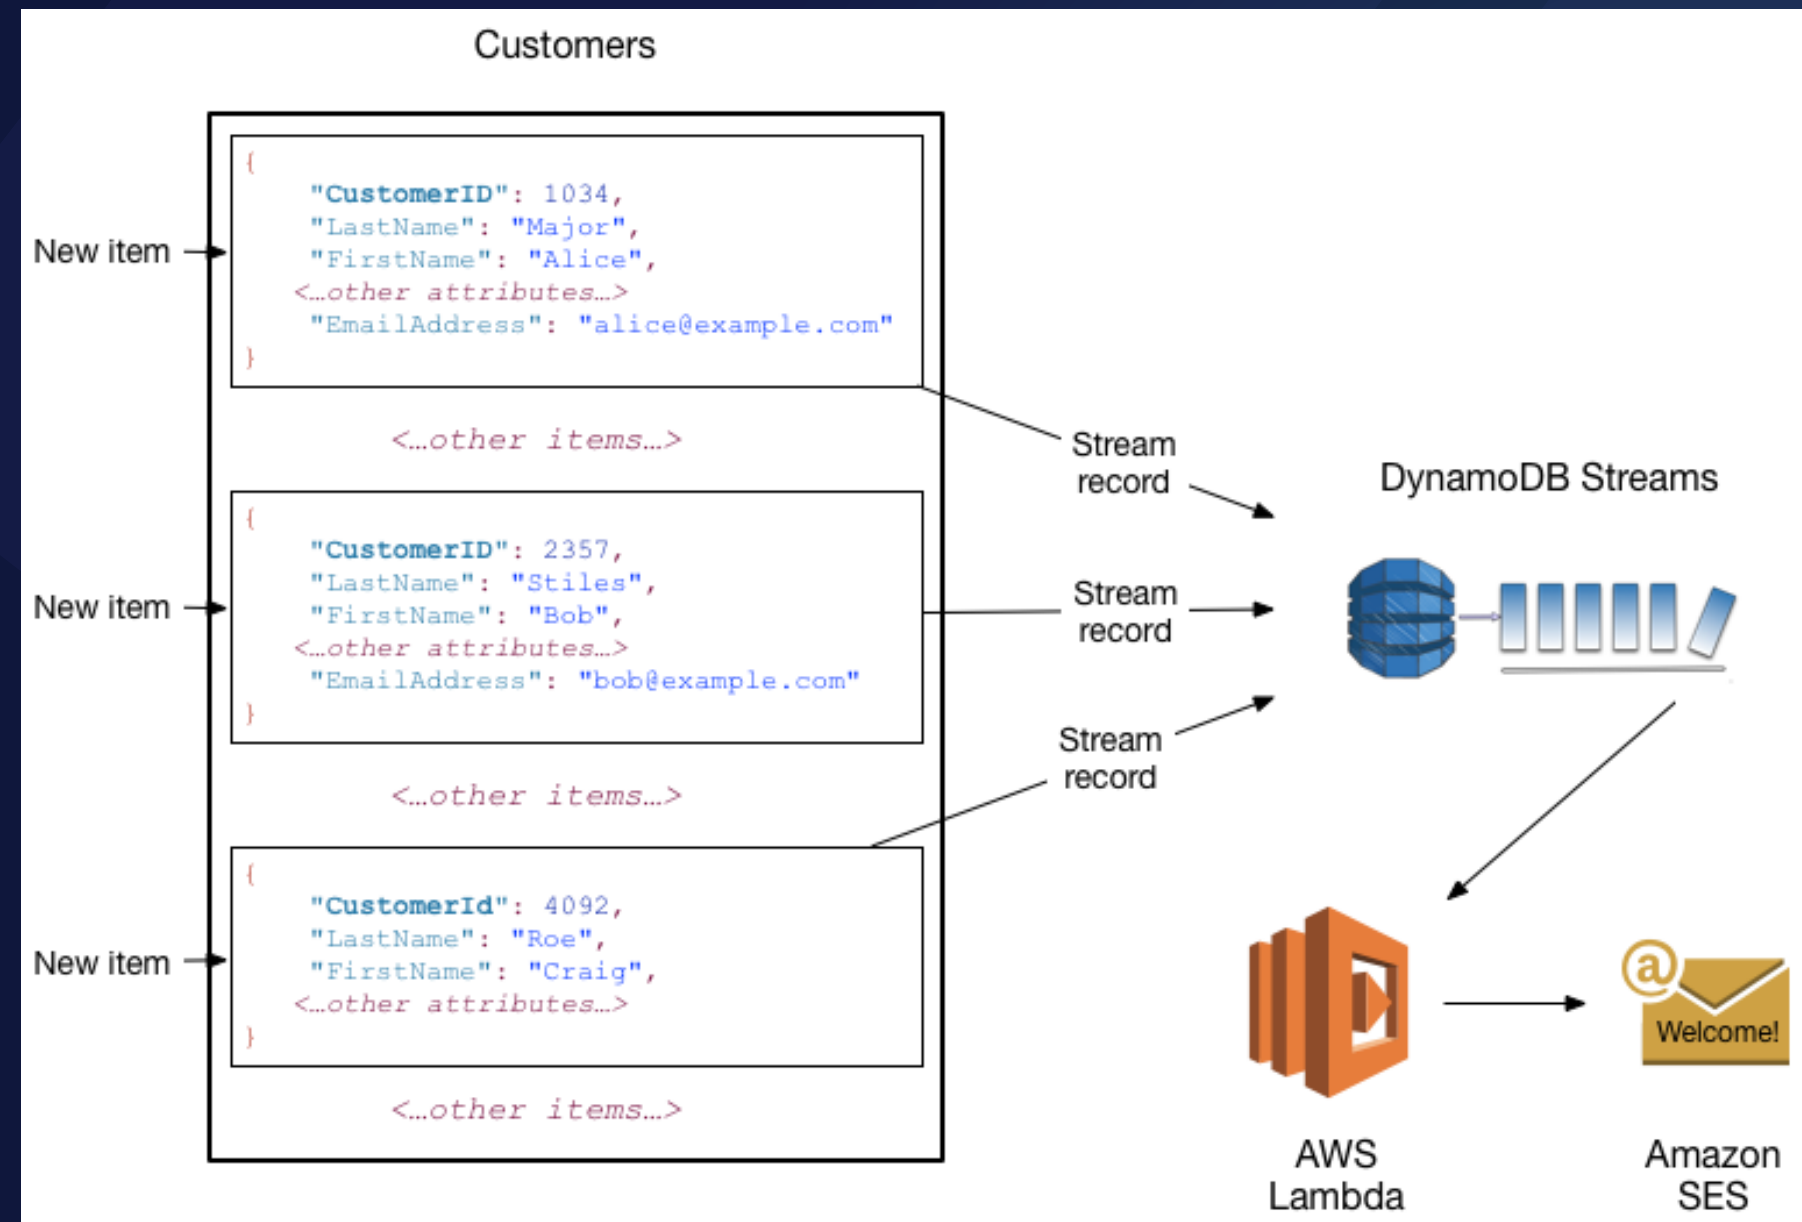 Customers
New item
{
"CustomerID": 1034,
"LastName": "Major",
"FirstName": "Alice",
<…other attributes…>
"EmailAddress": "alice@example.com"
}
<…other items…>
New item
{
"CustomerID": 2357,
"LastName": "Stiles",
"FirstName": "Bob",
<…other attributes…>
"EmailAddress": "bob@example.com"
}
<…other items…>
New item
{
"CustomerId": 4092,
"LastName": "Roe",
"FirstName": "Craig",
<…other attributes…>
}
<…other items…>
Stream
record
Stream
record
Stream
record
DynamoDB Streams
AWS
Lambda
@
Welcome!
Amazon
SES